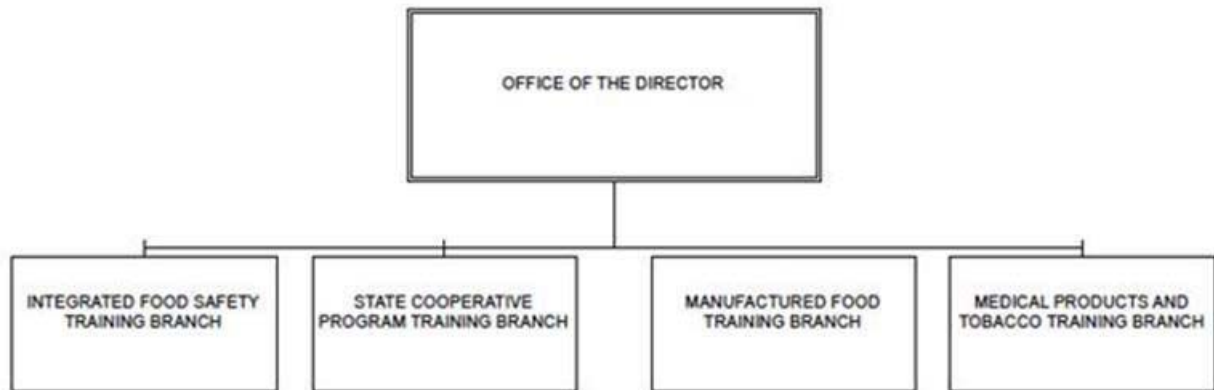 OFFICE OF THE DIRECTOR
INTEGRATED FOOD SAFETY
TRAINING BRANCH
STATE COOPERATIVE
PROGRAM TRAINING BRANCH
MANUFACTURED FOOD
TRAINING BRANCH
MEDICAL PRODUCTS AND
TOBACCO TRAINING BRANCH